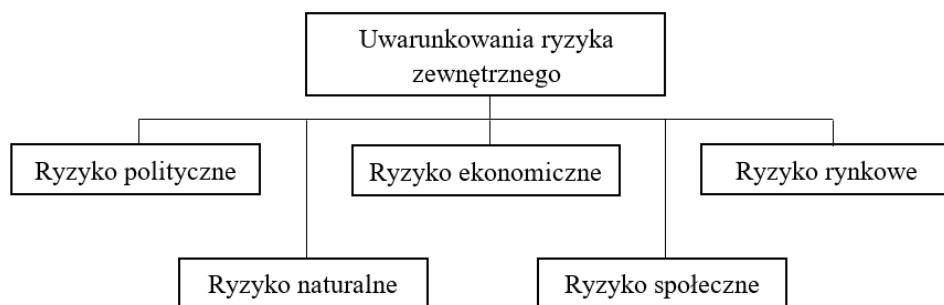 Uwarunkowania ryzyka
zewnętrznego
Ryzyko polityczne
Ryzyko ekonomiczne
Ryzyko rynkowe
Ryzyko naturalne
Ryzyko społeczne